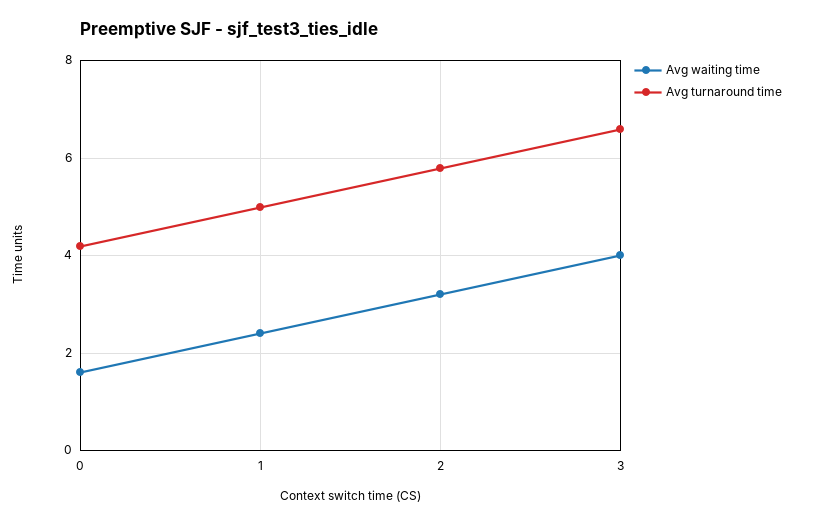 Preemptive SJF - sjf_test3_ties_idle
Avg waiting time
Avg turnaround time
8
6
4
2
0
Time units
0 1 2 3
Context switch time (CS)